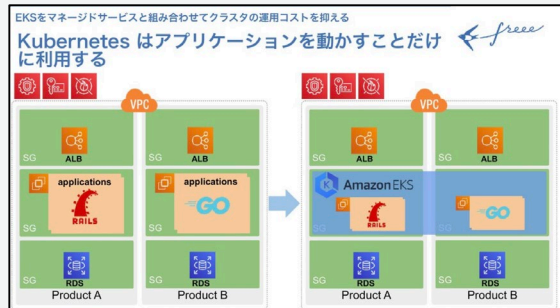 EKSをマネージドサービスと組み合わせてクラスタの運用コストを抑える
Kubernetes はアプリケーションを動かすことだけ
に利用する
freee
VPC
SG
ALB
SG
ALB
SG
applications
RAILS
SG
applications
GO
SG
RDS
SG
RDS
Product A
Product B
VPC
SG
ALB
SG
ALB
Amazon EKS
SG
RAILS
SG
GO
SG
RDS
SG
RDS
Product A
Product B